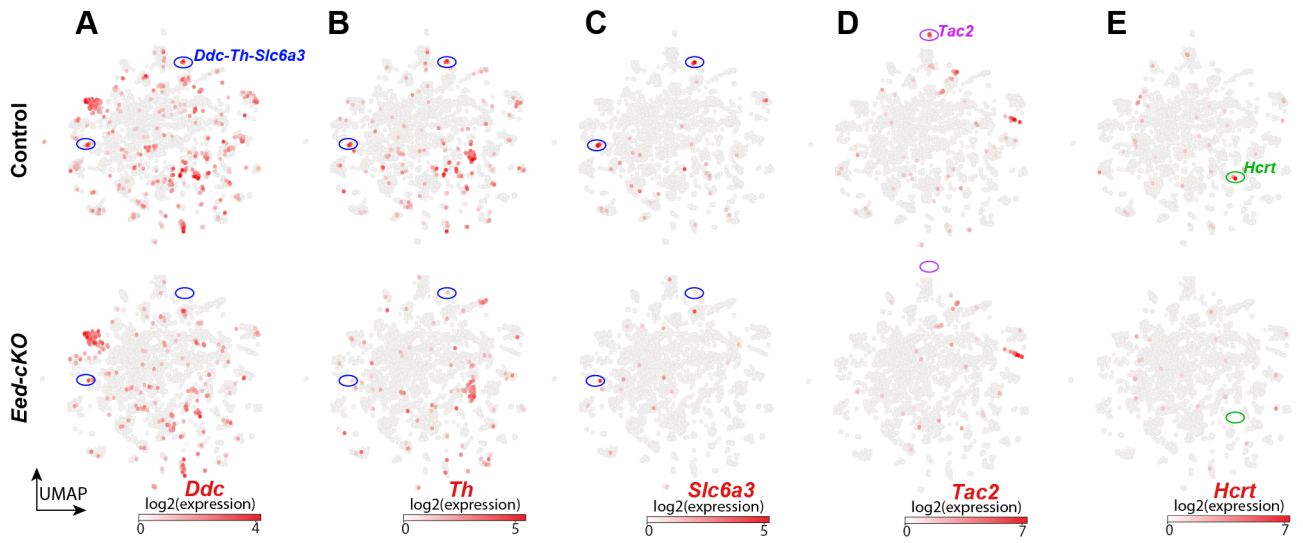 A
B
C
D
E
Control
Ddc-Th-Slc6a3
Tac2
Hcrt
Eed-cKO
UMAP
Ddc
log2(expression)
0 4
Th
log2(expression)
0 5
Slc6a3
log2(expression)
0 5
Tac2
log2(expression)
0 7
Hcrt
log2(expression)
0 7